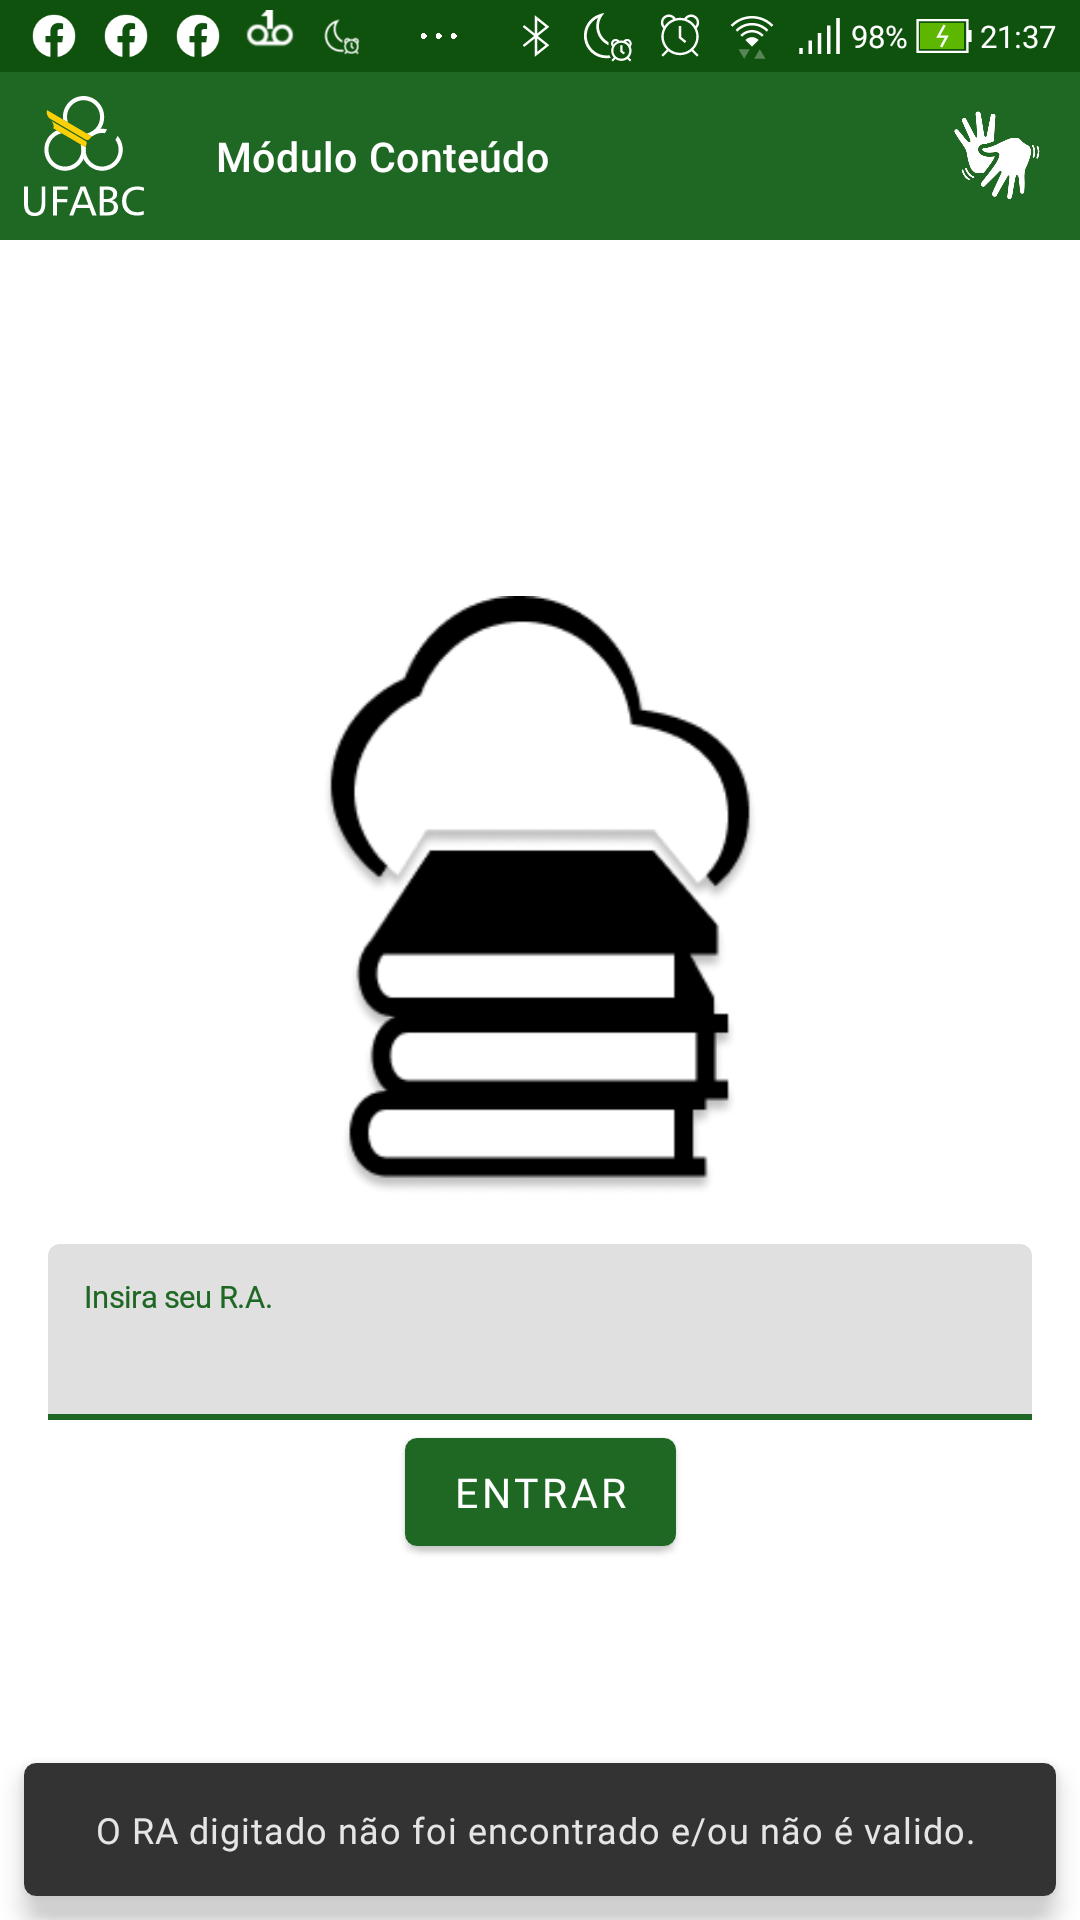 98% 21:37
UFABC
Módulo Conteúdo
Insira seu R.A.
ENTRAR
O RA digitado não foi encontrado e/ou não é valido.